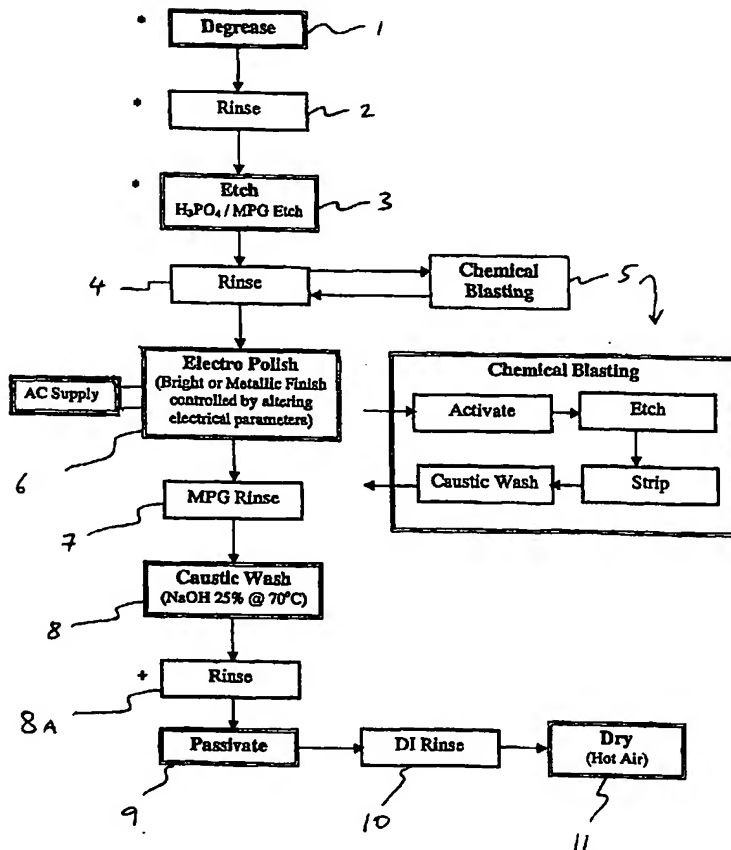 * Degrease 1
* Rinse 2
* Etch
H₃PO₄ / MPG Etch 3
4 Rinse
Chemical
Blasting 5
AC Supply
Electro Polish
(Bright or Metallic Finish
controlled by altering
electrical parameters)
6
Chemical Blasting
Activate Etch
Caustic Wash Strip
MPG Rinse
7
Caustic Wash
(NaOH 25% @ 70°C)
8
+ Rinse
8A
Passivate DI Rinse Dry
(Hot Air)
9 10 11